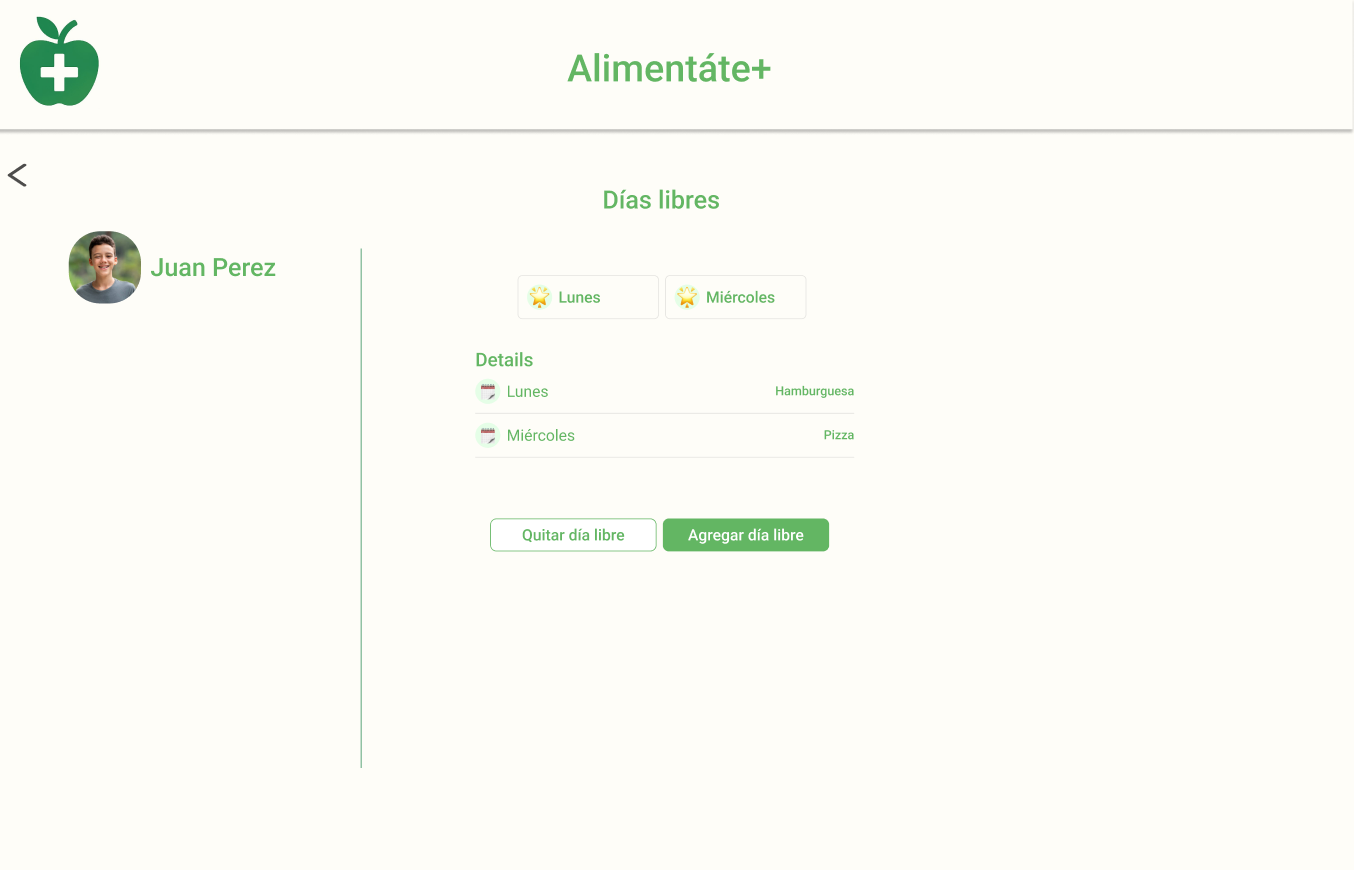 Alimentáte+
Días libres
Juan Perez
Lunes
Miércoles
Details
Lunes
Hamburguesa
Miércoles
Pizza
Quitar día libre
Agregar día libre